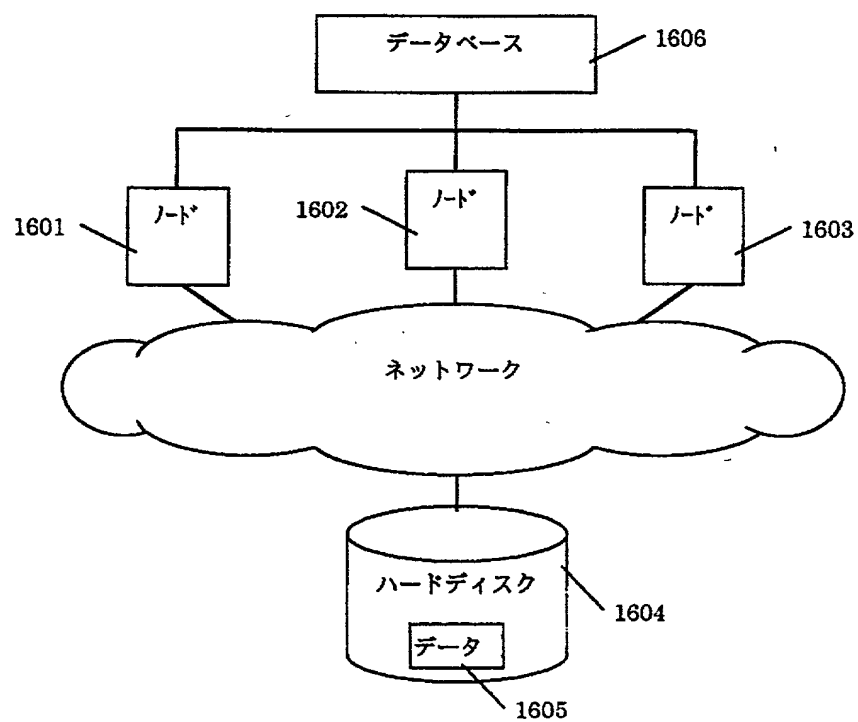 データベース
1606
ノード
1601
ノード
1602
ノード
1603
ネットワーク
ハードディスク
1604
データ
1605